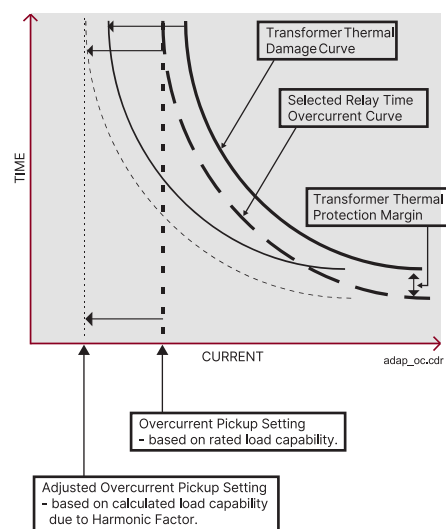 Transformer Thermal
Damage Curve
Selected Relay Time
Overcurrent Curve
Transformer Thermal
Protection Margin
TIME
CURRENT
adap_oc.cdr
Overcurrent Pickup Setting
- based on rated load capability.
Adjusted Overcurrent Pickup Setting
- based on calculated load capability
due to Harmonic Factor.